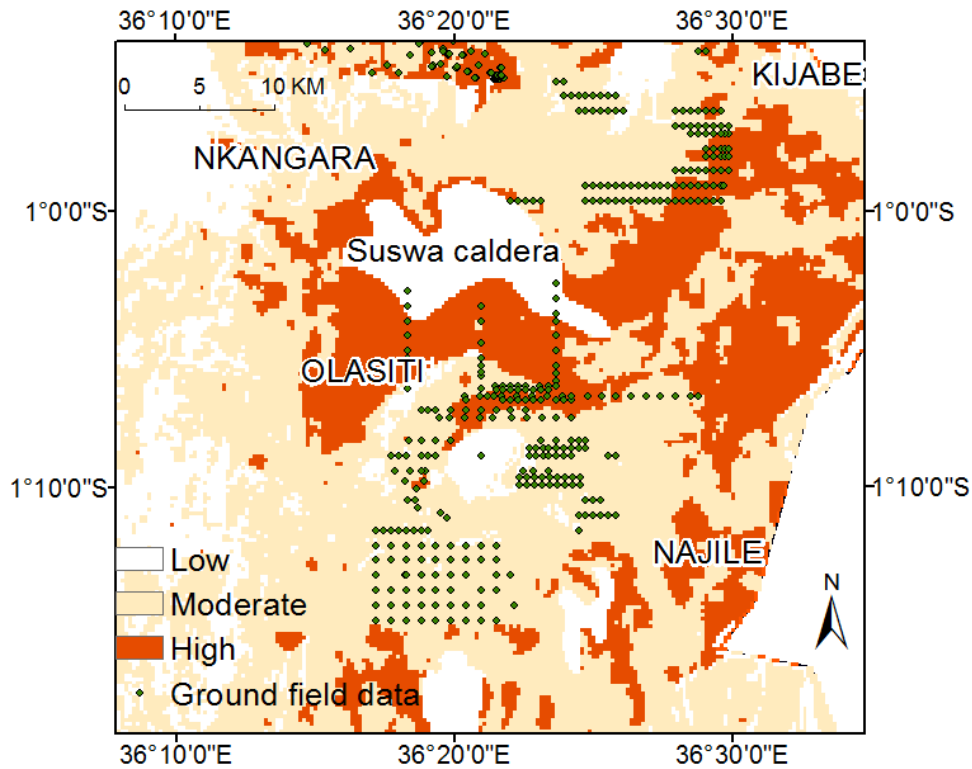 36°10'0"E 36°20'0"E 36°30'0"E
KIJABE
0 5 10 KM
NKANGARA
1°0'0"S 1°0'0"S
Suswa caldera
OLASITI
1°10'0"S 1°10'0"S
NAJILE
Low
Moderate
High
Ground field data
N
36°10'0"E 36°20'0"E 36°30'0"E